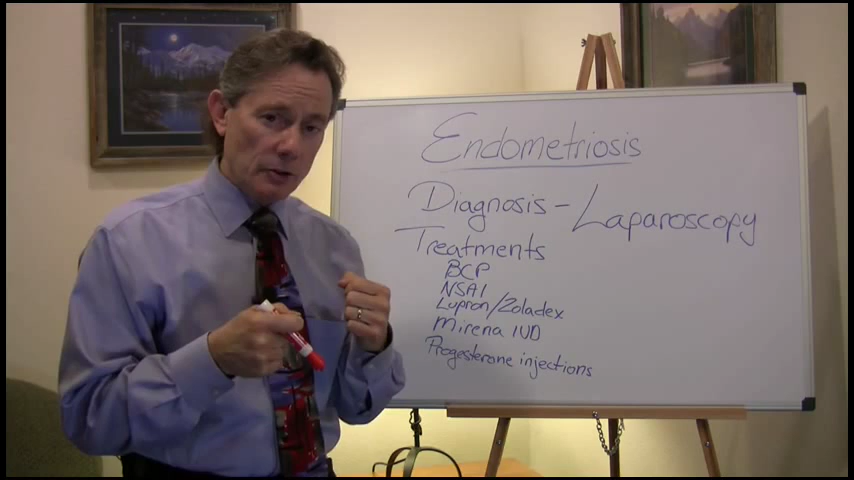 Endometriosis
Diagnosis - Laparoscopy
Treatments
BCP
NSAI
Lupron/Zoladex
Mirena IUD
Progesterone injections